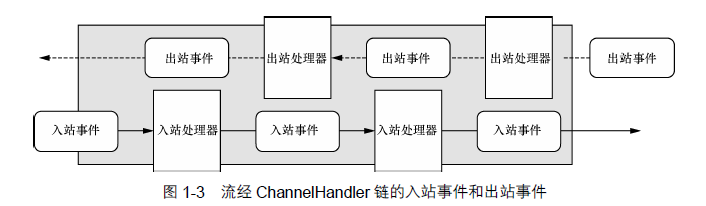 出站事件 出站处理器 出站事件 出站处理器 出站事件
入站事件 入站处理器 入站事件 入站处理器 入站事件
图 1-3 流经 ChannelHandler 链的入站事件和出站事件